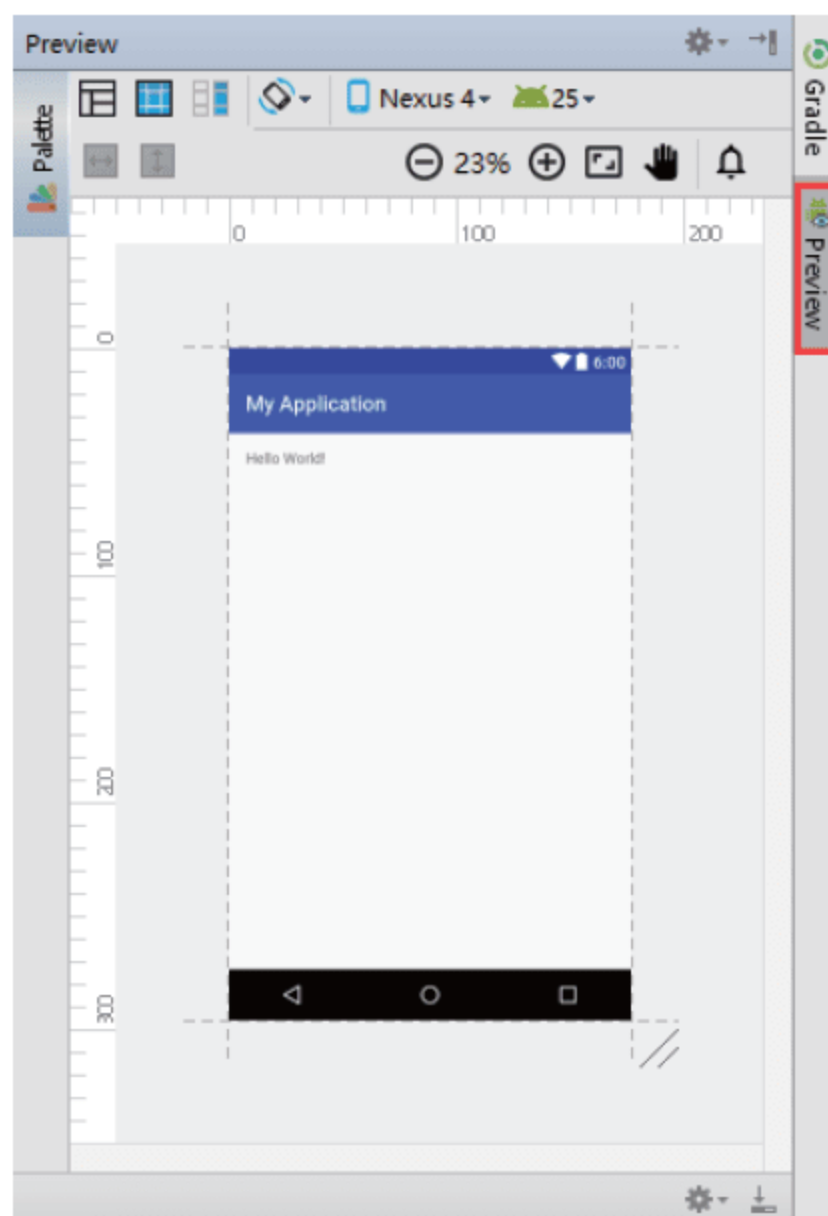 Preview
Gradle
Palette
Nexus 4
25
23%
Preview
0
100
200
0
6:00
My Application
Hello World!
100
200
300